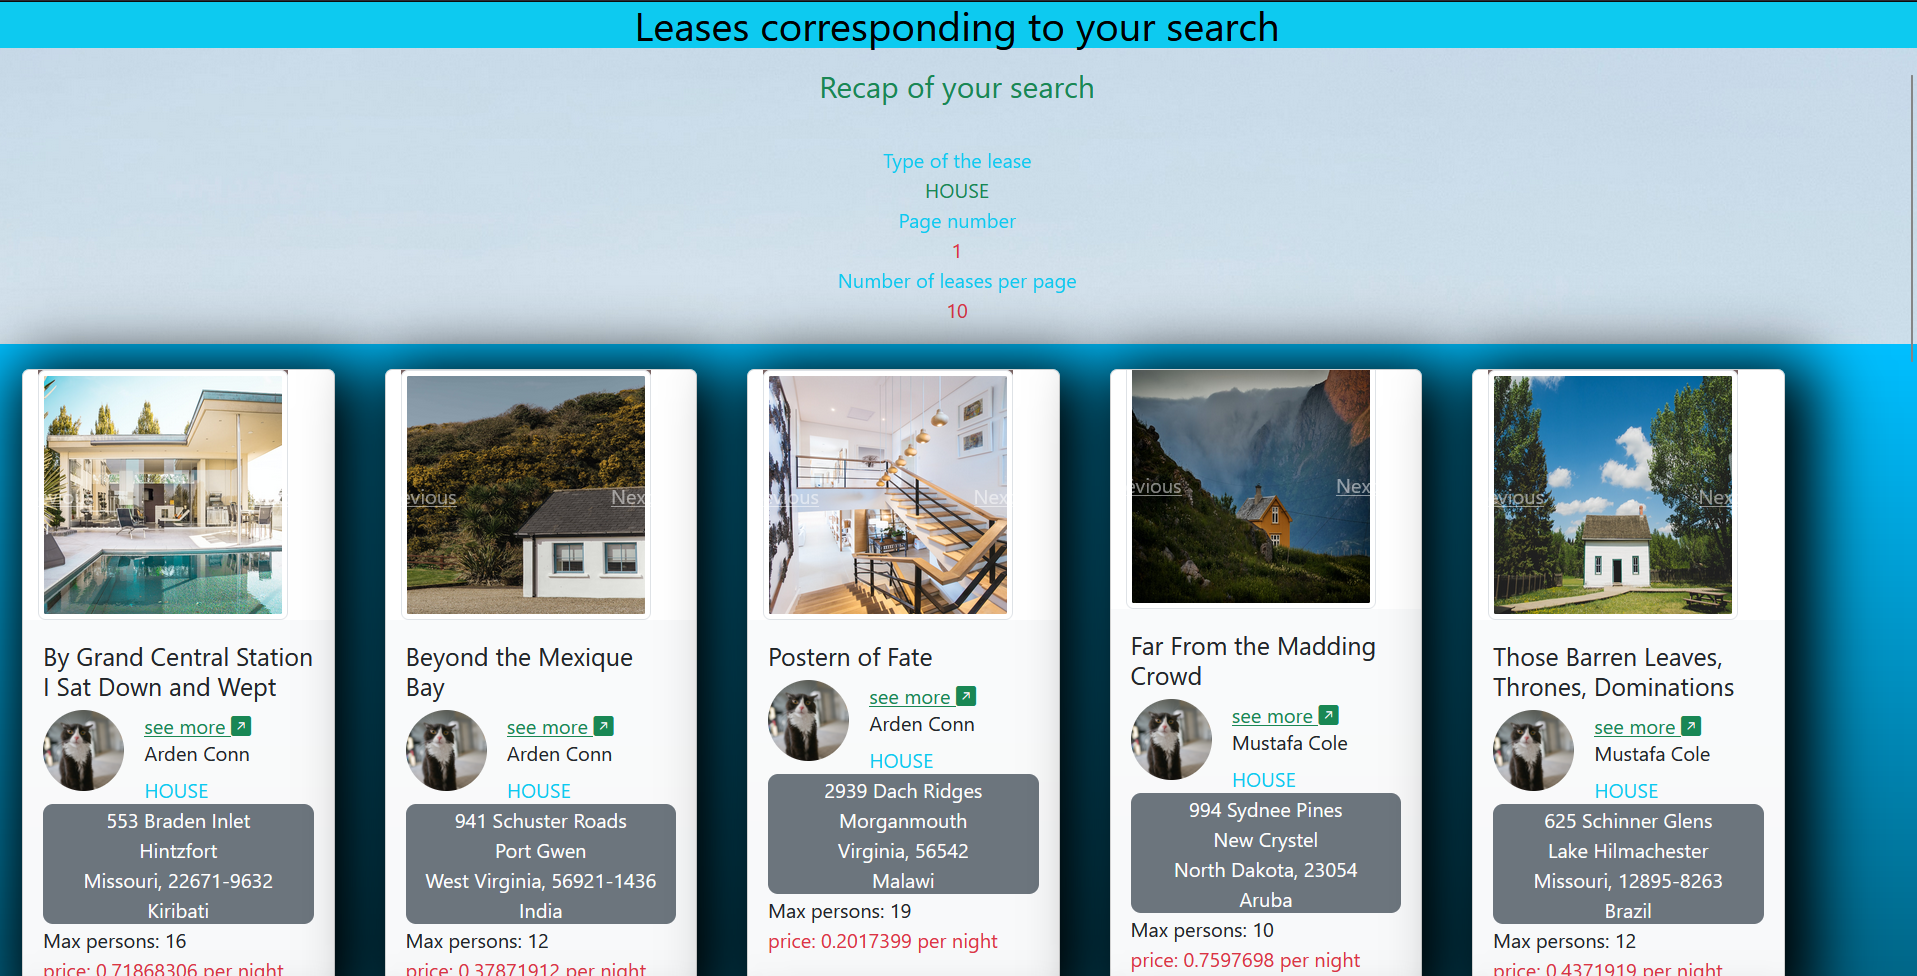 Leases corresponding to your search
Recap of your search
Type of the lease
HOUSE
Page number
1
Number of leases per page
10
By Grand Central Station
I Sat Down and Wept
see more
Arden Conn
HOUSE
553 Braden Inlet
Hintzfort
Missouri, 22671-9632
Kiribati
Max persons: 16
price: 0.71868306 per night
evious Nex
Beyond the Mexique
Bay
see more
Arden Conn
HOUSE
941 Schuster Roads
Port Gwen
West Virginia, 56921-1436
India
Max persons: 12
price: 0.37871912 per night
evious Nex
Postern of Fate
see more
Arden Conn
HOUSE
2939 Dach Ridges
Morganmouth
Virginia, 56542
Malawi
Max persons: 19
price: 0.2017399 per night
evious Nex
Far From the Madding
Crowd
see more
Mustafa Cole
HOUSE
994 Sydnee Pines
New Crystel
North Dakota, 23054
Aruba
Max persons: 10
price: 0.7597698 per night
evious Nex
Those Barren Leaves,
Thrones, Dominations
see more
Mustafa Cole
HOUSE
625 Schinner Glens
Lake Hilmachester
Missouri, 12895-8263
Brazil
Max persons: 12
price: 0.4371919 per night